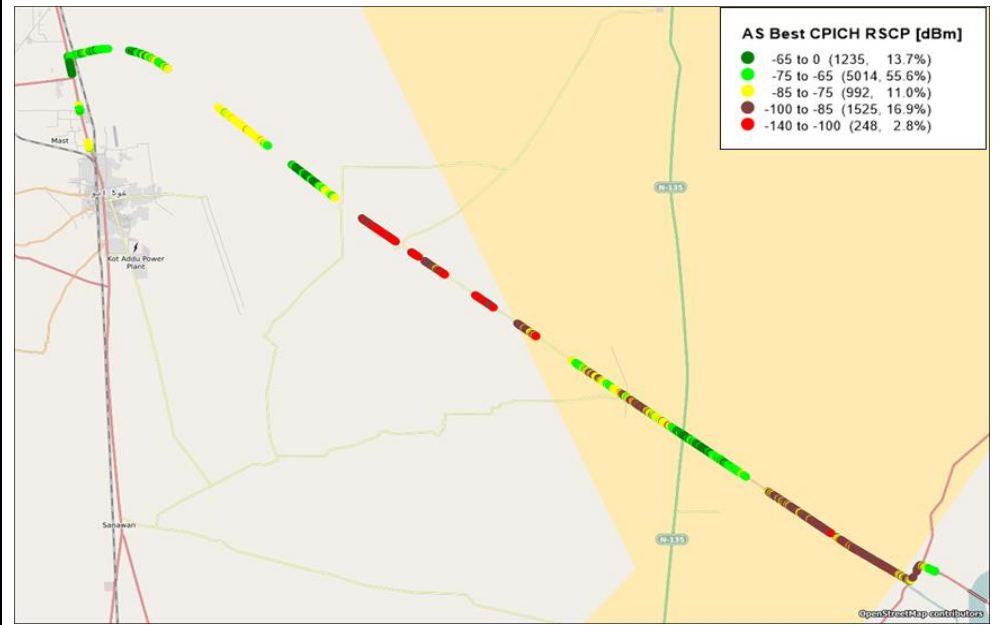 AS Best CPICH RSCP [dBm]
-65 to 0 (1235, 13.7%)
-75 to -65 (5014, 55.6%)
-85 to -75 (992, 11.0%)
-100 to -85 (1525, 16.9%)
-140 to -100 (248, 2.8%)
Mast
N-135
Kot Addu Power
Plant
Sanawan
N-135
OpenStreetMap contributors